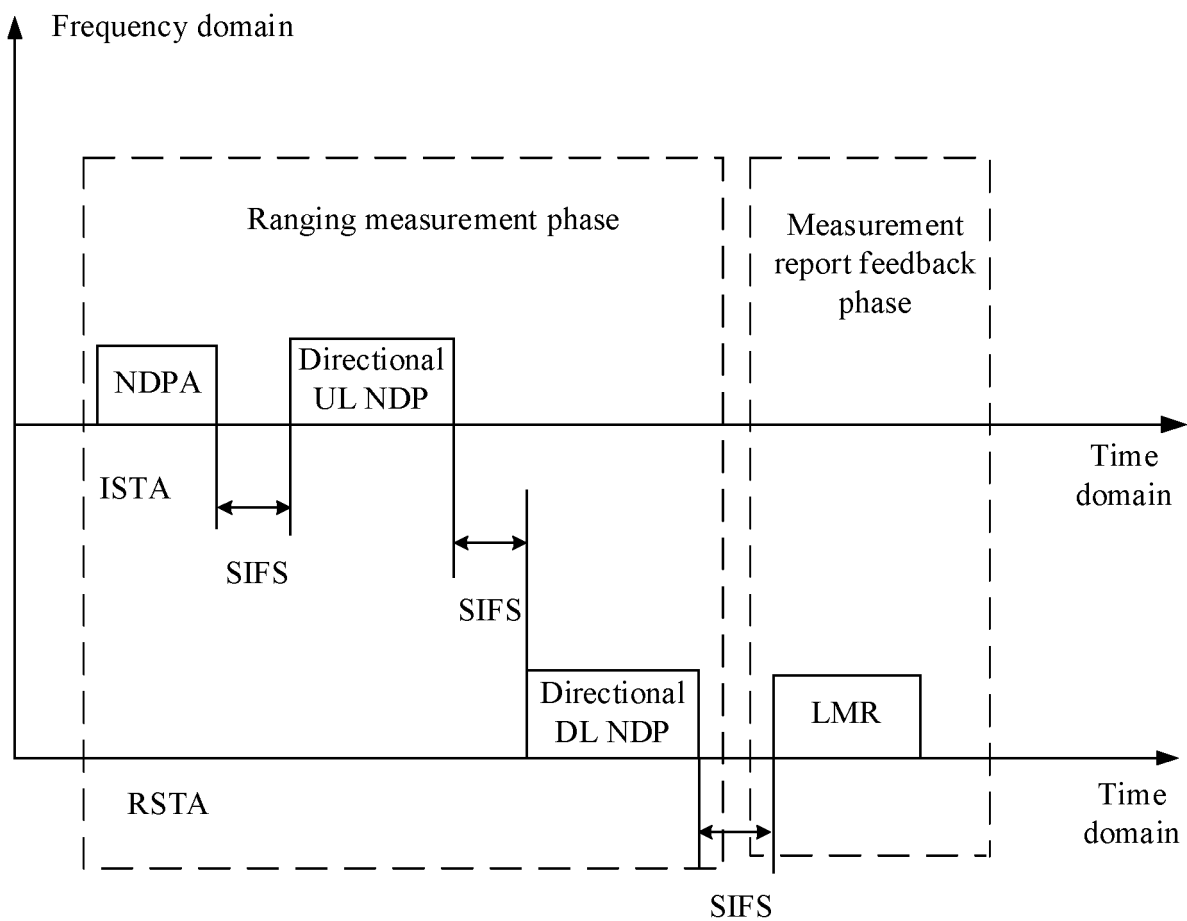 Frequency domain
Ranging measurement phase
Measurement
report feedback
phase
NDPA
Directional
UL NDP
Time
domain
ISTA
SIFS
SIFS
Directional
DL NDP
LMR
RSTA
Time
domain
SIFS